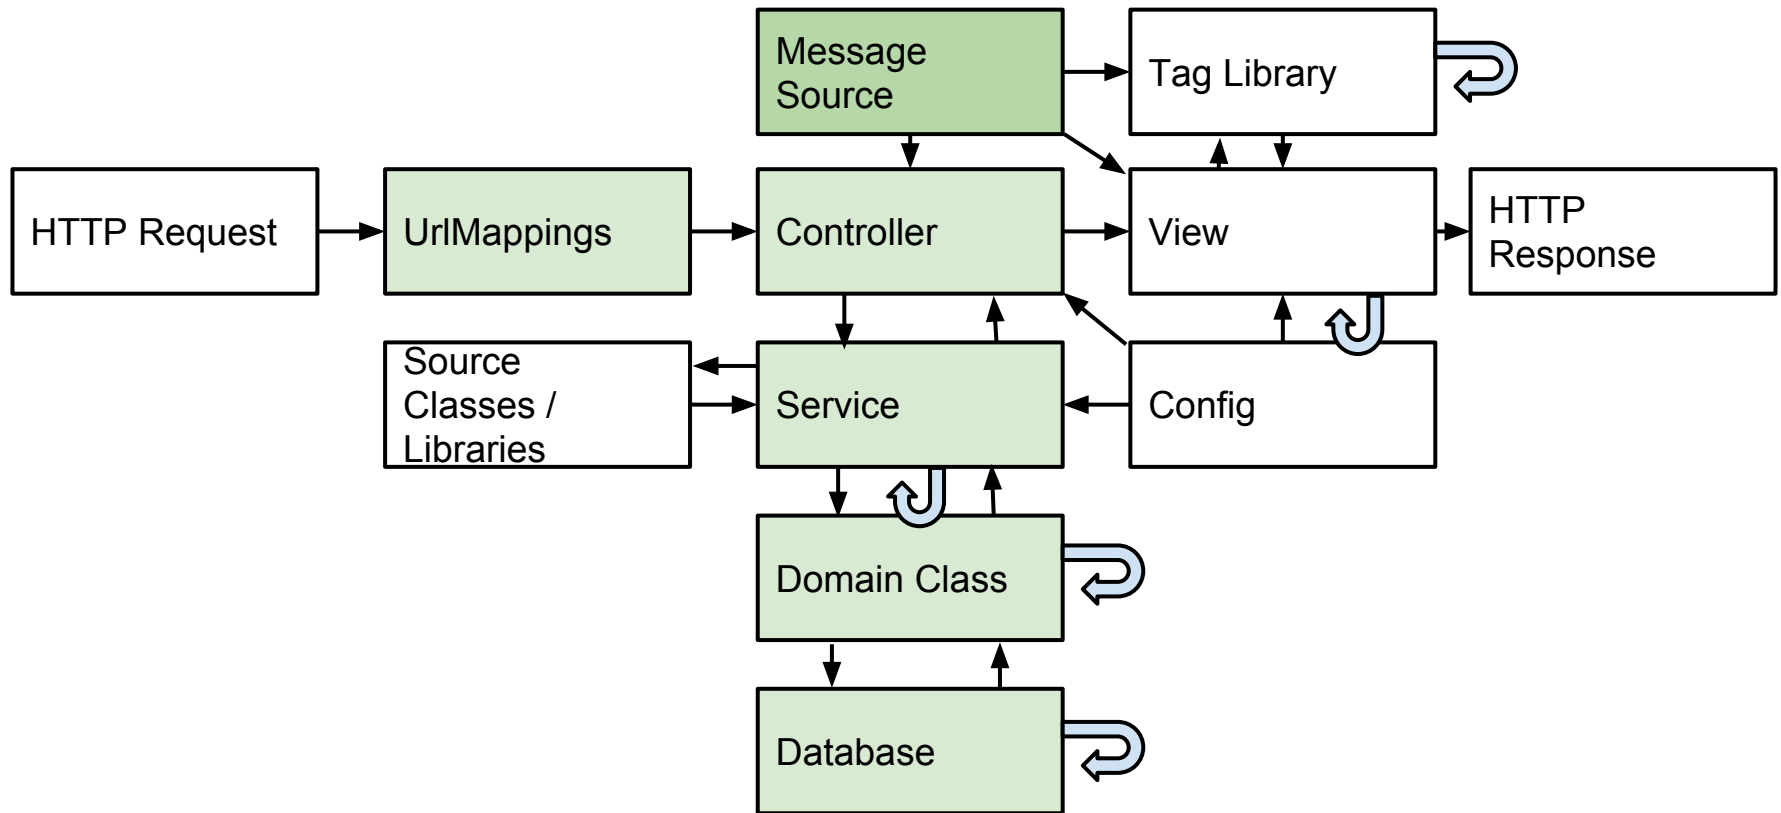 Message
Source
Tag Library
HTTP Request
UrlMappings
Controller
View
HTTP
Response
Source
Classes /
Libraries
Service
Config
Domain Class
Database